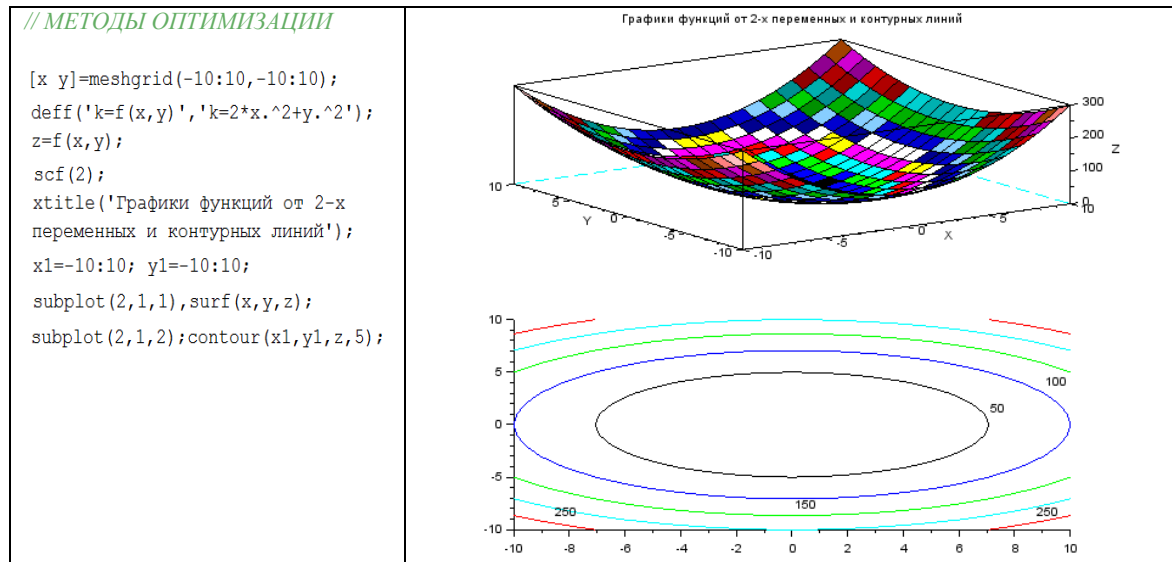 // МЕТОДЫ ОПТИМИЗАЦИИ
[x y]=meshgrid(-10:10,-10:10);
deff('k=f(x,y)','k=2*x.^2+y.^2');
z=f(x,y);
scf(2);
xtitle('Графики функций от 2-х
переменных и контурных линий');
x1=-10:10; y1=-10:10;
subplot(2,1,1),surf(x,y,z);
subplot(2,1,2);contour(x1,y1,z,5);
Графики функций от 2-х переменных и контурных линий
300
200
100
0
Z
10
5
0
-5
-10
Y
-10
-5
0
5
10
X
10
5
0
-5
-10
100
50
150
250
250
-10 -8 -6 -4 -2 0 2 4 6 8 10